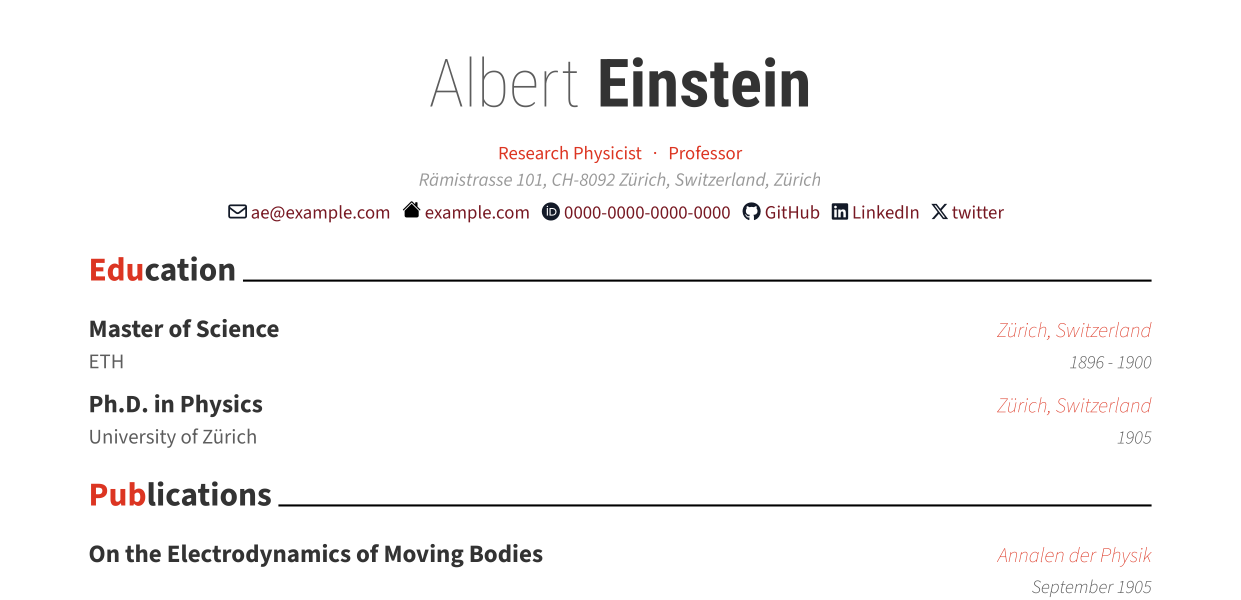 Albert Einstein
Research Physicist · Professor
Rämistrasse 101, CH-8092 Zürich, Switzerland, Zürich
ae@example.com example.com 0000-0000-0000-0000 GitHub LinkedIn twitter
Education
Master of Science Zürich, Switzerland
ETH 1896 - 1900
Ph.D. in Physics Zürich, Switzerland
University of Zürich 1905
Publications
On the Electrodynamics of Moving Bodies Annalen der Physik
September 1905